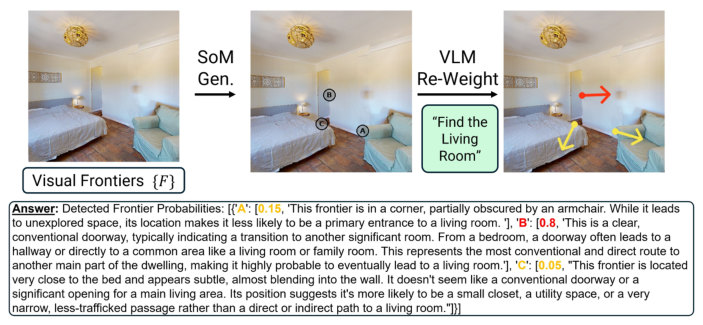 SoM
Gen.
VLM
Re-Weight
B
C
A
"Find the
Living
Room"
Visual Frontiers {F}
Answer: Detected Frontier Probabilities: [{'A': [0.15, 'This frontier is in a corner, partially obscured by an armchair. While it leads
to unexplored space, its location makes it less likely to be a primary entrance to a living room. '], 'B': [0.8, 'This is a clear,
conventional doorway, typically indicating a transition to another significant room. From a bedroom, a doorway often leads to a
hallway or directly to a common area like a living room or family room. This represents the most conventional and direct route to
another main part of the dwelling, making it highly probable to eventually lead to a living room.'], 'C': [0.05, "This frontier is located
very close to the bed and appears subtle, almost blending into the wall. It doesn't seem like a conventional doorway or a
significant opening for a main living area. Its position suggests it's more likely to be a small closet, a utility space, or a very
narrow, less-trafficked passage rather than a direct or indirect path to a living room."]}]